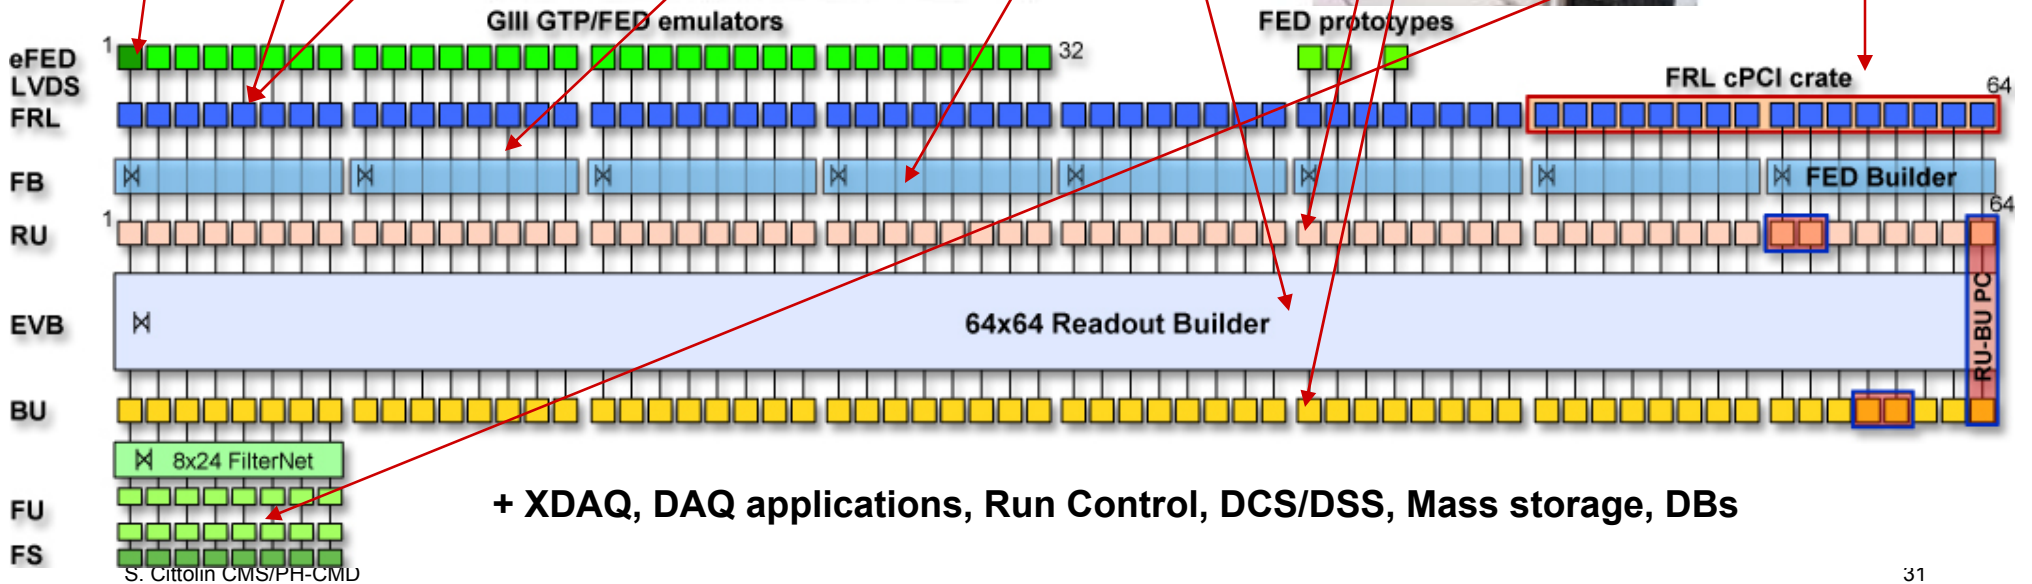 GIII GTP/FED emulators
FED prototypes
1
32
eFED
LVDS
FRL cPCI crate
64
FRL
FB
FED Builder
1
64
RU
EVB
64x64 Readout Builder
RU-BU PC
BU
8x24 FilterNet
FU
+ XDAQ, DAQ applications, Run Control, DCS/DSS, Mass storage, DBs
FS
S. Cittolin CMS/PH-CMD
31